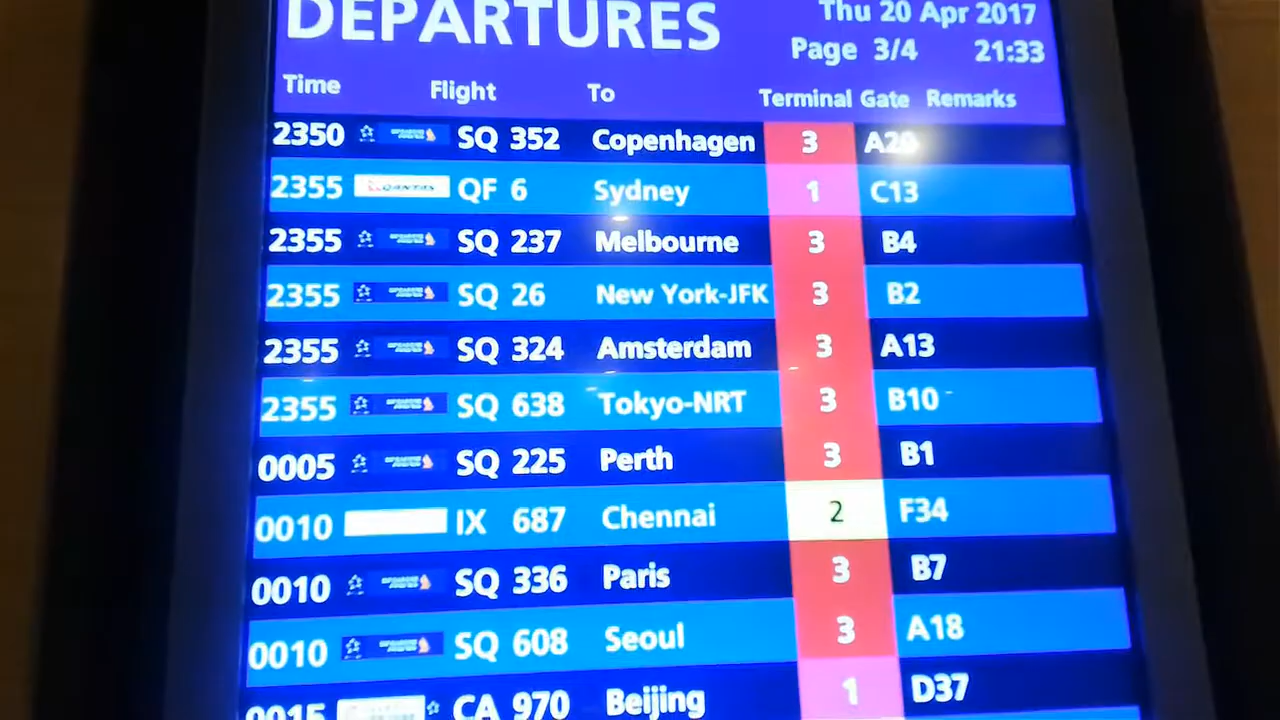 DEPARTURES
Thu 20 Apr 2017
Page 3/4 21:33
Time Flight To Terminal Gate Remarks
2350 SQ 352 Copenhagen 3 A20
2355 QANTAS QF 6 Sydney 1 C13
2355 SQ 237 Melbourne 3 B4
2355 SQ 26 New York-JFK 3 B2
2355 SQ 324 Amsterdam 3 A13
2355 SQ 638 Tokyo-NRT 3 B10
0005 SQ 225 Perth 3 B1
0010 IX 687 Chennai 2 F34
0010 SQ 336 Paris 3 B7
0010 SQ 608 Seoul 3 A18
0015 CA 970 Beijing 1 D37